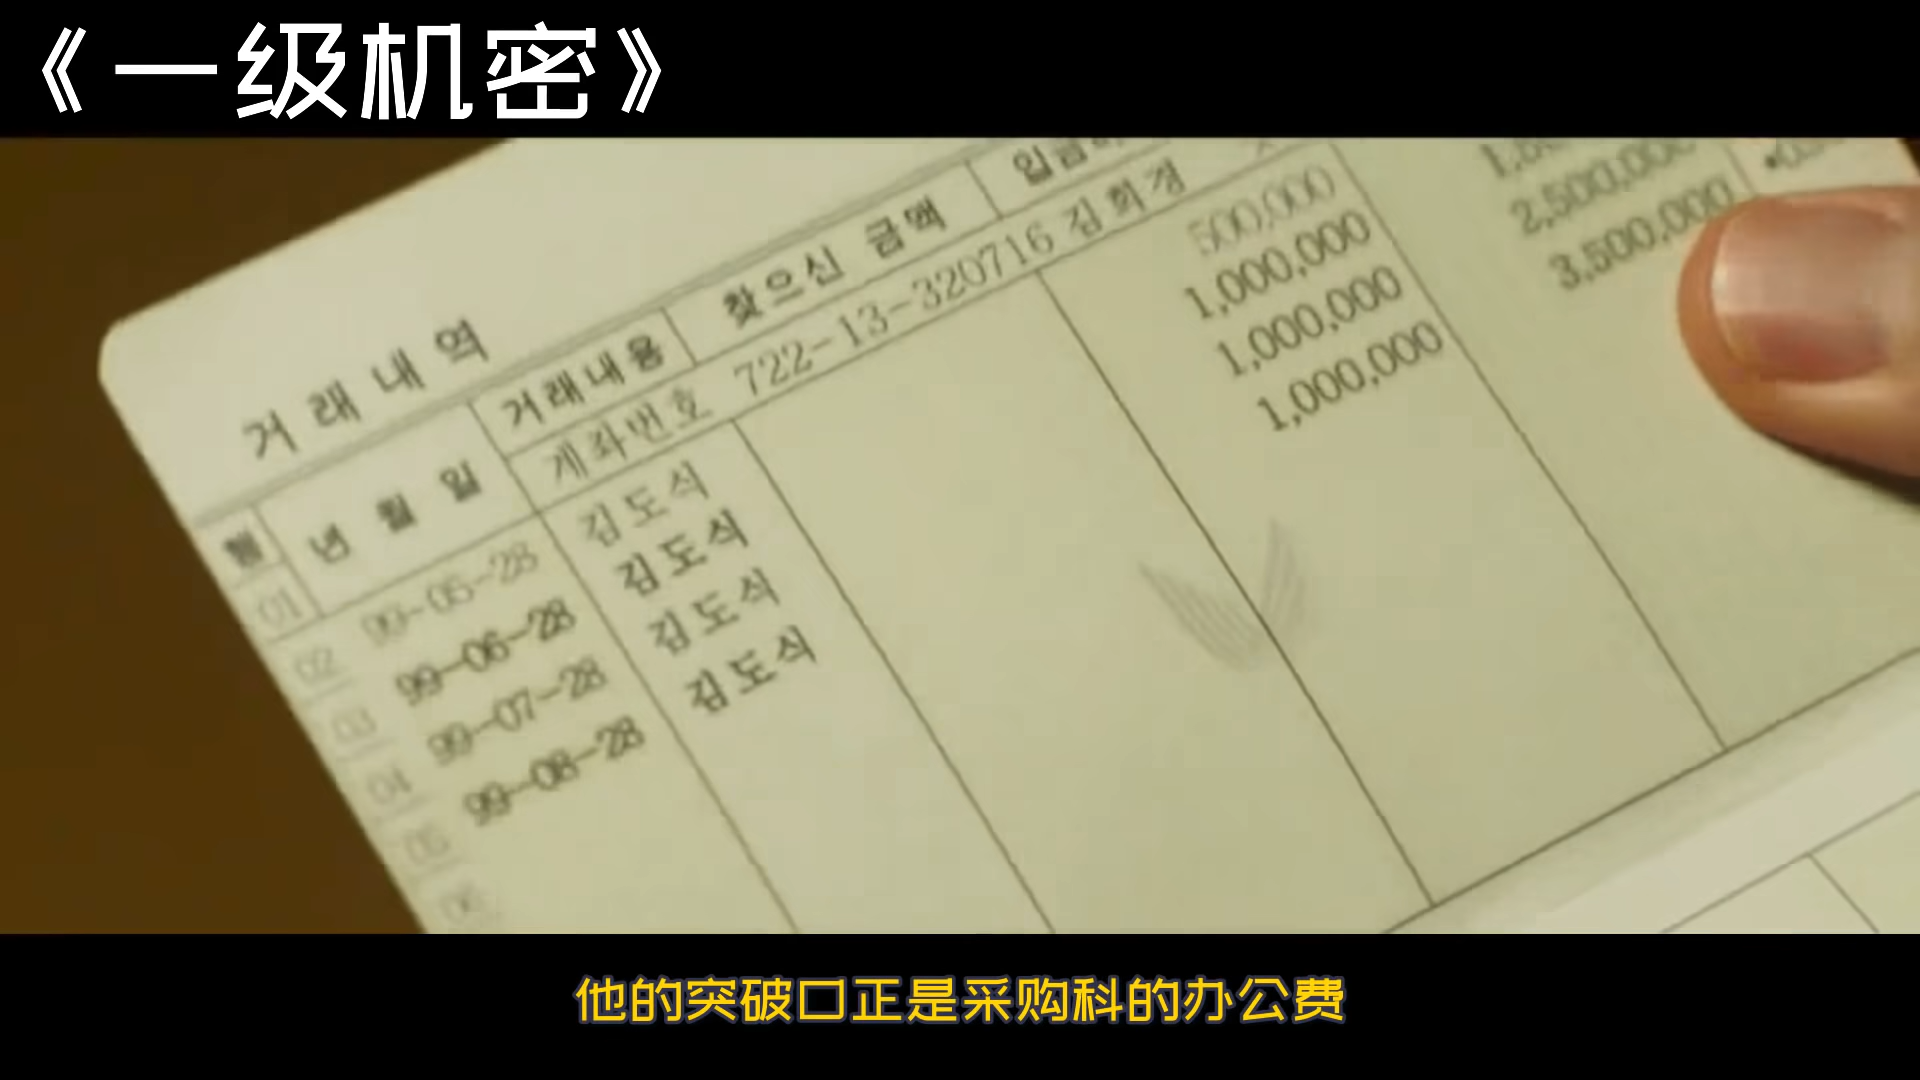 《一级机密》
거래내역
년 월 일
거래내용
찾으신 금액
계좌번호 722-13-320716 김희경
01 99-05-28 김도식 500,000
02 99-06-28 김도식 1,000,000 2,500,000
03 99-07-28 김도식 1,000,000 3,500,000
04 99-08-28 김도식 1,000,000
05
06
他的突破口正是采购科的办公费